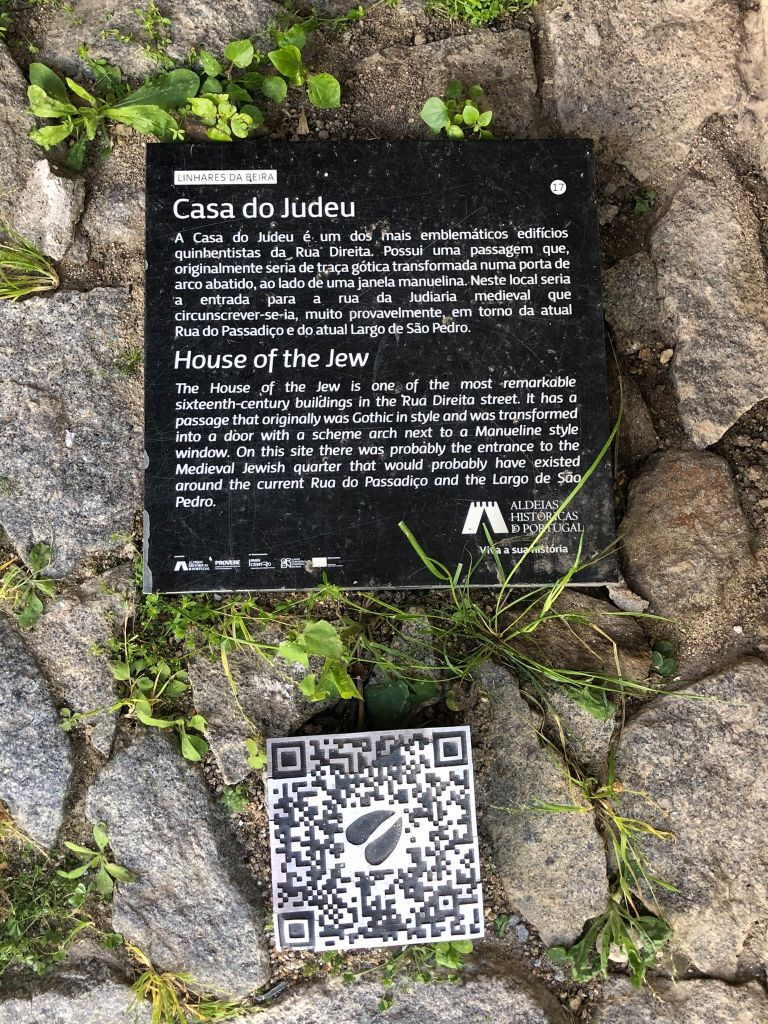 LINHARES DA BEIRA
17
Casa do Judeu
A Casa do Judeu é um dos mais emblemáticos edifícios
quinhentistas da Rua Direita. Possui uma passagem que,
originalmente seria de traça gótica transformada numa porta de
arco abatido, ao lado de uma janela manuelina. Neste local seria
a entrada para a rua da Judiaria medieval que
circunscrever-se-ia, muito provavelmente, em torno da atual
Rua do Passadiço e do atual Largo de São Pedro.
House of the Jew
The House of the Jew is one of the most remarkable
sixteenth-century buildings in the Rua Direita street. It has a
passage that originally was Gothic in style and was transformed
into a door with a scheme arch next to a Manueline style
window. On this site there was probably the entrance to the
Medieval Jewish quarter that would probably have existed
around the current Rua do Passadiço and the Largo de São
Pedro.
ALDEIAS
HISTÓRICAS
DE PORTUGAL
Viva a sua história
ALDEIAS
HISTÓRICAS
DE PORTUGAL
PROVERE